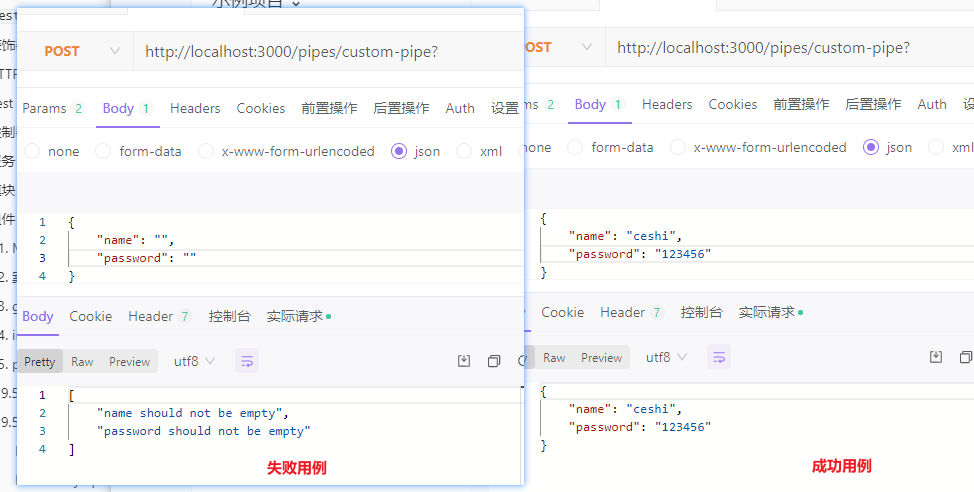 示例项目
POST
http://localhost:3000/pipes/custom-pipe?
Params 2 Body 1 Headers Cookies 前置操作 后置操作 Auth 设置
none form-data x-www-form-urlencoded json xml
1 {
2 "name": "",
3 "password": ""
4 }
Body Cookie Header 7 控制台 实际请求
Pretty Raw Preview utf8
1 [
2 "name should not be empty",
3 "password should not be empty"
4 ]
失败用例
OST
http://localhost:3000/pipes/custom-pipe?
ms 2 Body 1 Headers Cookies 前置操作 后置操作 Auth 设
none form-data x-www-form-urlencoded json xml
{
"name": "ceshi",
"password": "123456"
}
Cookie Header 7 控制台 实际请求
Raw Preview utf8
{
"name": "ceshi",
"password": "123456"
}
成功用例